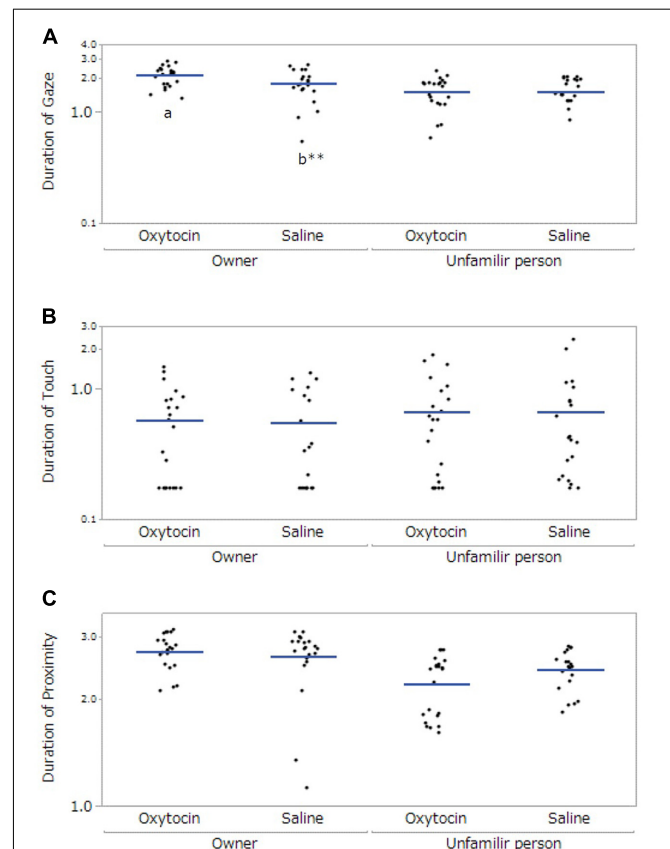 A
Duration of Gaze
4.0
3.0
2.0
1.0
0.1
a
b**
Oxytocin Saline Oxytocin Saline
Owner Unfamilir person
B
Duration of Touch
3.0
2.0
1.0
0.1
Oxytocin Saline Oxytocin Saline
Owner Unfamilir person
C
Duration of Proximity
3.0
2.0
1.0
Oxytocin Saline Oxytocin Saline
Owner Unfamilir person